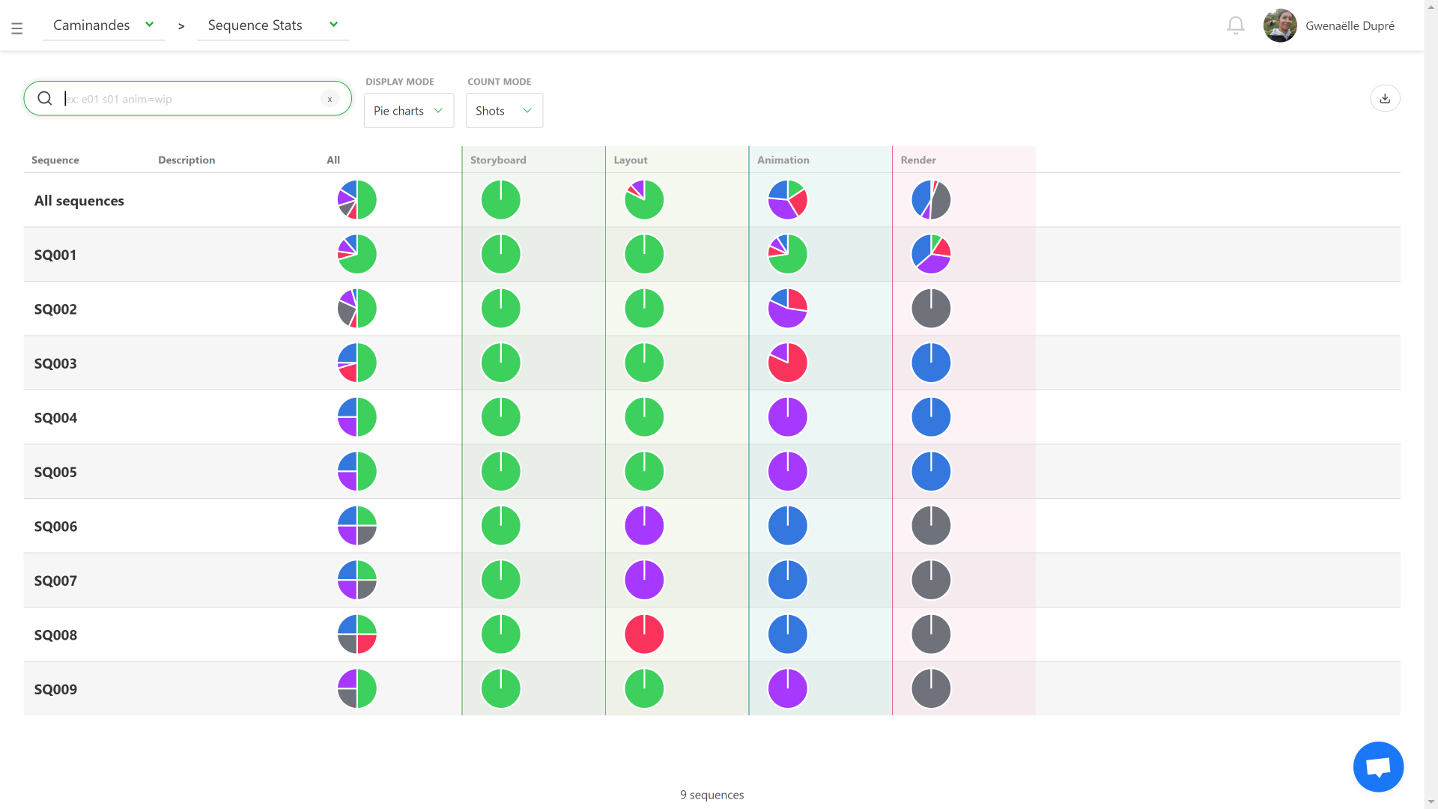 Caminandes > Sequence Stats Gwenaëlle Dupré
DISPLAY MODE COUNT MODE
ex: e01 s01 anim=wip x Pie charts Shots
Sequence Description All Storyboard Layout Animation Render
All sequences
SQ001
SQ002
SQ003
SQ004
SQ005
SQ006
SQ007
SQ008
SQ009
9 sequences